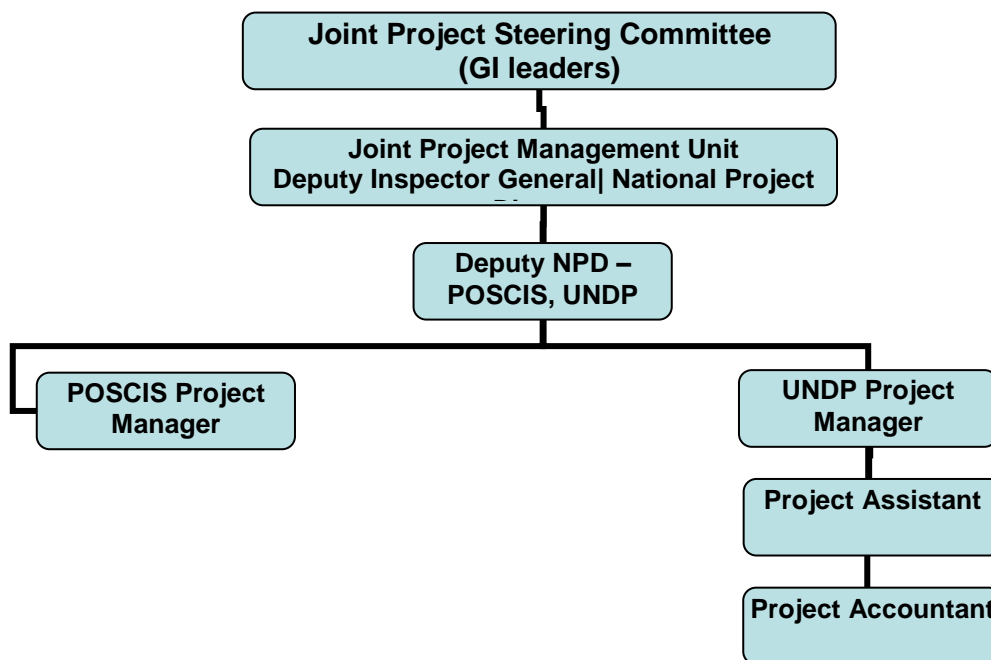 Joint Project Steering Committee
(GI leaders)
Joint Project Management Unit
Deputy Inspector General| National Project
Deputy NPD –
POSCIS, UNDP
POSCIS Project
Manager
UNDP Project
Manager
Project Assistant
Project Accountant